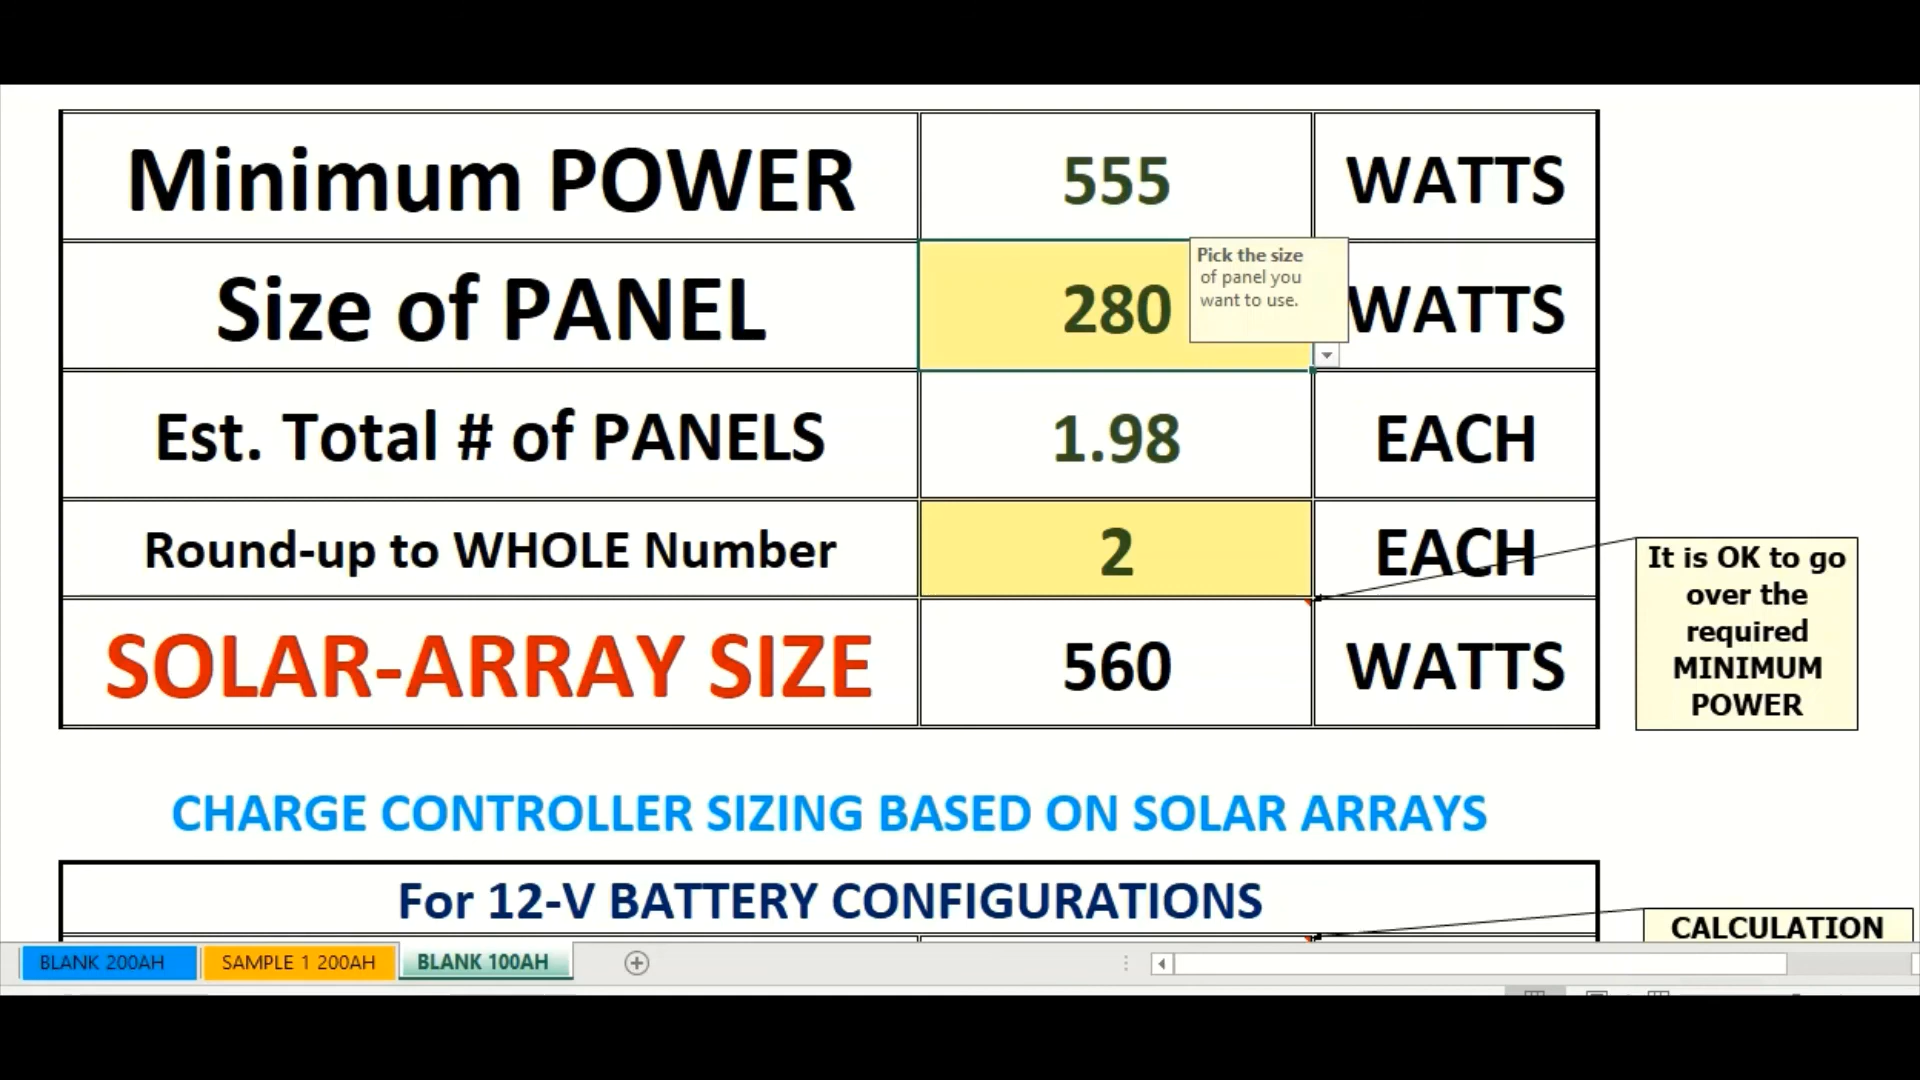 Minimum POWER 555 WATTS
Size of PANEL 280 WATTS
Pick the size
of panel you
want to use.
Est. Total # of PANELS 1.98 EACH
Round-up to WHOLE Number 2 EACH
SOLAR-ARRAY SIZE 560 WATTS
It is OK to go
over the
required
MINIMUM
POWER
CHARGE CONTROLLER SIZING BASED ON SOLAR ARRAYS
For 12-V BATTERY CONFIGURATIONS
CALCULATION
BLANK 200AH SAMPLE 1 200AH BLANK 100AH